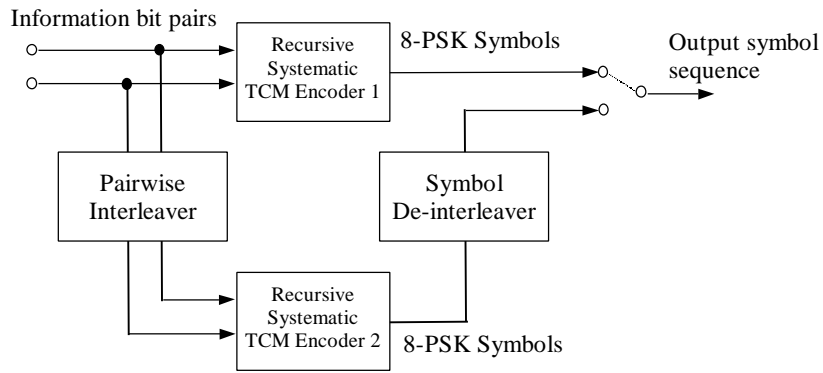 Information bit pairs
Recursive
Systematic
TCM Encoder 1
8-PSK Symbols
Output symbol
sequence
Pairwise
Interleaver
Symbol
De-interleaver
Recursive
Systematic
TCM Encoder 2
8-PSK Symbols